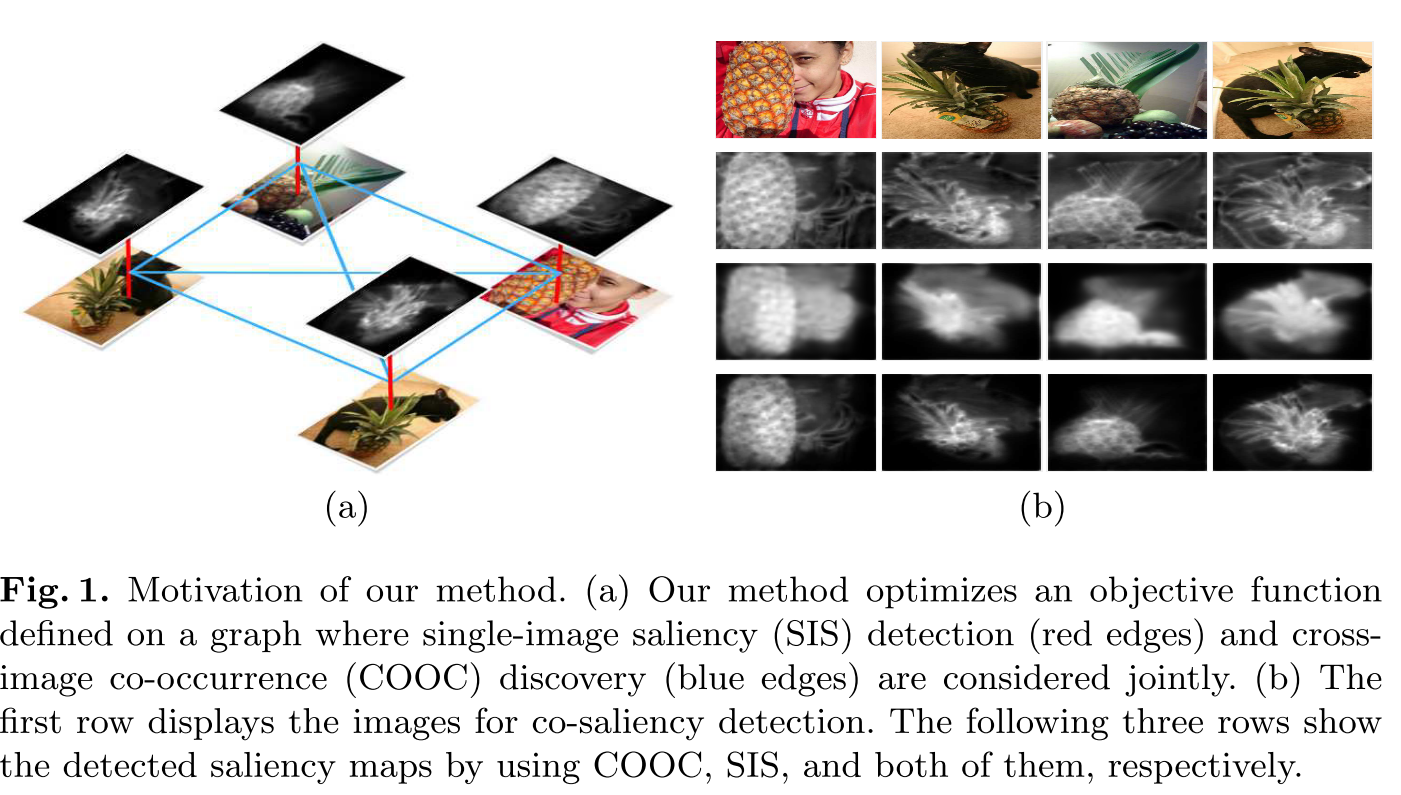 (a)
(b)
Fig. 1. Motivation of our method. (a) Our method optimizes an objective function
defined on a graph where single-image saliency (SIS) detection (red edges) and cross-
image co-occurrence (COOC) discovery (blue edges) are considered jointly. (b) The
first row displays the images for co-saliency detection. The following three rows show
the detected saliency maps by using COOC, SIS, and both of them, respectively.